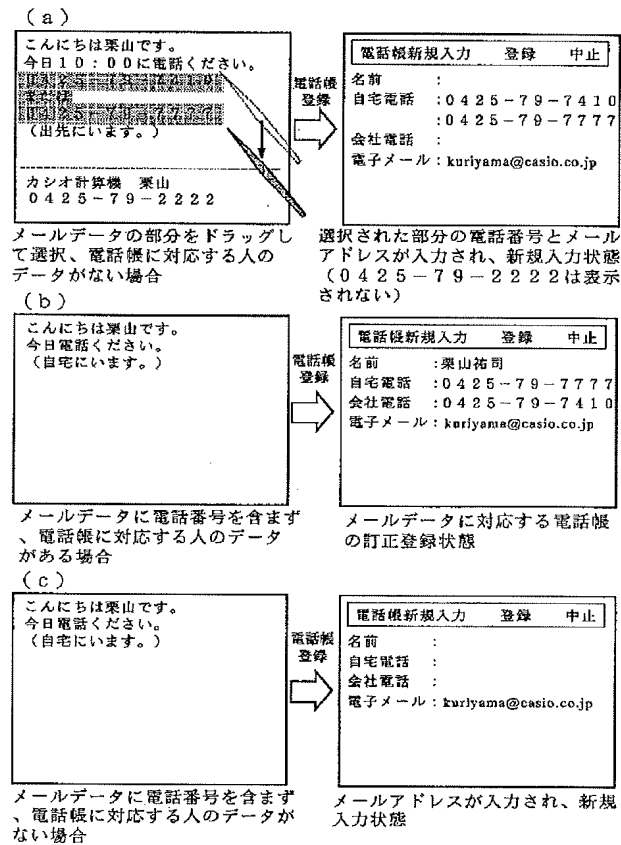 (a)
こんにちは栗山です。
今日10：00に電話ください。
0425-79-7410
または
0425-79-7777
(出先にいます。)
カシオ計算機 栗山
0425-79-2222
電話帳
登録
電話帳新規入力 登録 中止
名前 ：
自宅電話 ：0425-79-7410
：0425-79-7777
会社電話 ：
電子メール：kuriyama@casio.co.jp
メールデータの部分をドラッグし
て選択、電話帳に対応する人の
データがない場合
選択された部分の電話番号とメール
アドレスが入力され、新規入力状態
(0425-79-2222は表示
されない)
(b)
こんにちは栗山です。
今日電話ください。
(自宅にいます。)
電話帳
登録
電話帳新規入力 登録 中止
名前 ：栗山祐司
自宅電話 ：0425-79-7777
会社電話 ：0425-79-7410
電子メール：kuriyama@casio.co.jp
メールデータに電話番号を含まず
、電話帳に対応する人のデータ
がある場合
メールデータに対応する電話帳
の訂正登録状態
(c)
こんにちは栗山です。
今日電話ください。
(自宅にいます。)
電話帳
登録
電話帳新規入力 登録 中止
名前 ：
自宅電話 ：
会社電話 ：
電子メール：kuriyama@casio.co.jp
メールデータに電話番号を含まず
、電話帳に対応する人のデータが
ない場合
メールアドレスが入力され、新規
入力状態